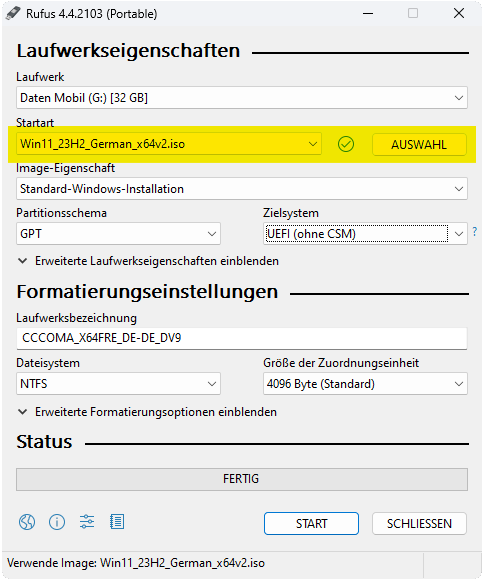 Rufus 4.4.2103 (Portable)
Laufwerkseigenschaften
Laufwerk
Daten Mobil (G:) [32 GB]
Startart
Win11_23H2_German_x64v2.iso
AUSWAHL
Image-Eigenschaft
Standard-Windows-Installation
Partitionsschema Zielsystem
GPT UEFI (ohne CSM) ?
Erweiterte Laufwerkseigenschaften einblenden
Formatierungseinstellungen
Laufwerksbezeichnung
CCCOMA_X64FRE_DE-DE_DV9
Dateisystem Größe der Zuordnungseinheit
NTFS 4096 Byte (Standard)
Erweiterte Formatierungsoptionen einblenden
Status
FERTIG
START SCHLIESSEN
Verwende Image: Win11_23H2_German_x64v2.iso